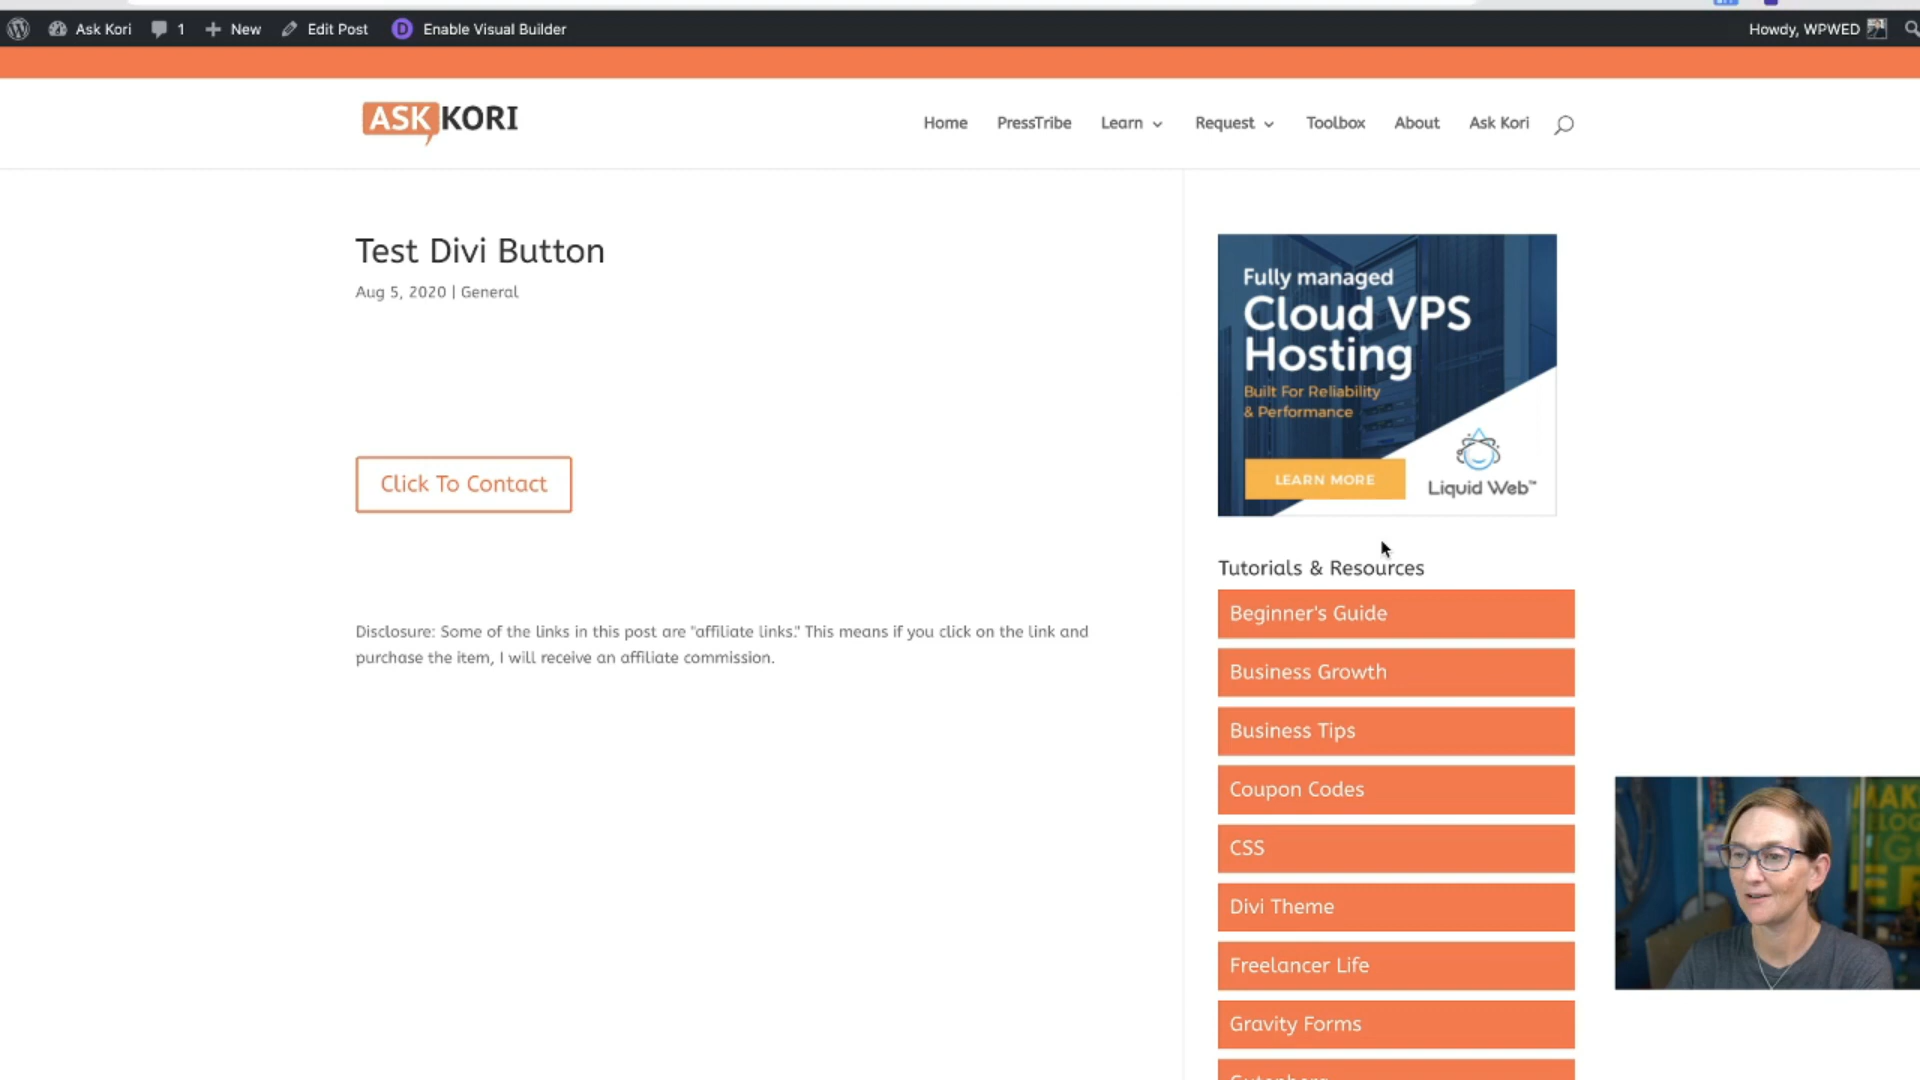 Ask Kori 1 New Edit Post D Enable Visual Builder Howdy, WPWED
ASK KORI
Home PressTribe Learn Request Toolbox About Ask Kori
Test Divi Button
Aug 5, 2020 | General
Click To Contact
Disclosure: Some of the links in this post are "affiliate links." This means if you click on the link and
purchase the item, I will receive an affiliate commission.
Fully managed
Cloud VPS
Hosting
Built For Reliability
& Performance
LEARN MORE
Liquid Web™
Tutorials & Resources
Beginner's Guide
Business Growth
Business Tips
Coupon Codes
CSS
Divi Theme
Freelancer Life
Gravity Forms